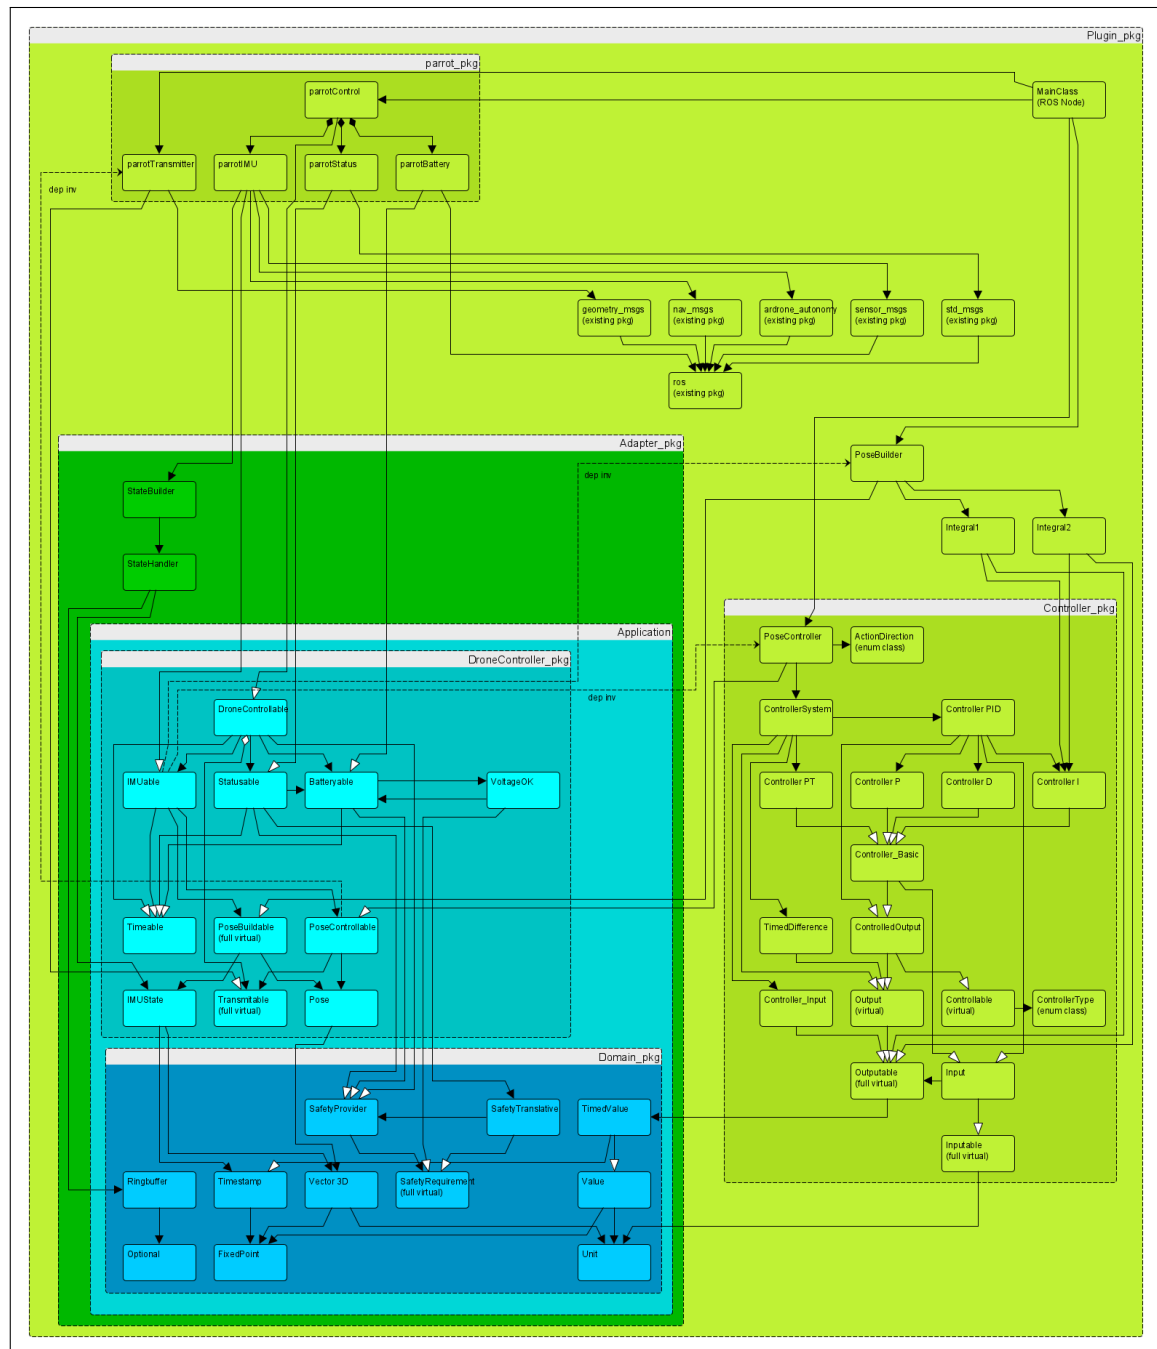 Plugin_pkg
parrot_pkg
parrotControl
MainClass
(ROS Node)
parrotTransmitter
parrotIMU
parrotStatus
parrotBattery
dep inv
geometry_msgs
(existing pkg)
nav_msgs
(existing pkg)
ardrone_autonomy
(existing pkg)
sensor_msgs
(existing pkg)
std_msgs
(existing pkg)
ros
(existing pkg)
Adapter_pkg
PoseBuilder
dep inv
StateBuilder
Integral1
Integral2
StateHandler
Controller_pkg
Application
PoseController
ActionDirection
(enum class)
DroneController_pkg
dep inv
DroneControllable
ControllerSystem
Controller PID
IMUable
Statusable
Batteryable
VoltageOK
Controller PT
Controller P
Controller D
Controller I
Controller_Basic
Timeable
PoseBuildable
(full virtual)
PoseControllable
TimedDifference
ControlledOutput
IMUState
Transmitable
(full virtual)
Pose
Controller_Input
Output
(virtual)
Controllable
(virtual)
ControllerType
(enum class)
Domain_pkg
Outputable
(full virtual)
Input
SafetyProvider
SafetyTranslative
TimedValue
Inputable
(full virtual)
Ringbuffer
Timestamp
Vector 3D
SafetyRequirement
(full virtual)
Value
Optional
FixedPoint
Unit